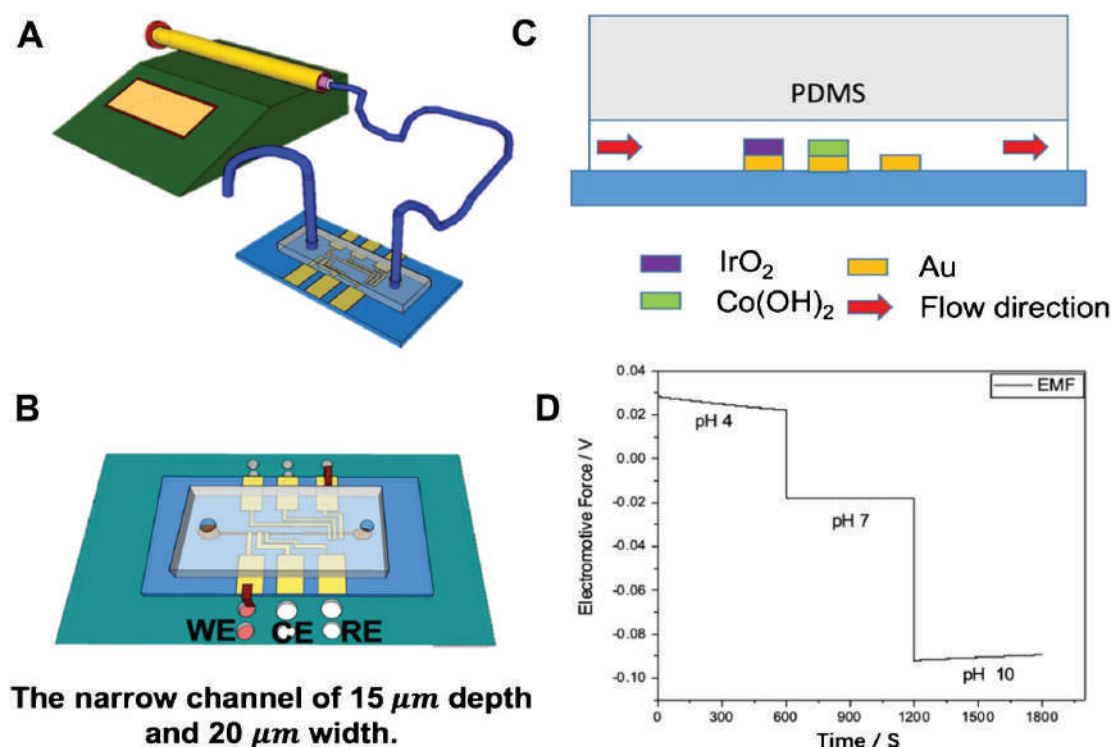 A
C
PDMS
IrO₂
Au
Co(OH)₂
Flow direction
B
WE
CE
RE
The narrow channel of 15 μm depth
and 20 μm width.
D
EMF
0.04
0.02
0.00
-0.02
-0.04
-0.06
-0.08
-0.10
Electromotive Force / V
pH 4
pH 7
pH 10
0 300 600 900 1200 1500 1800
Time / S